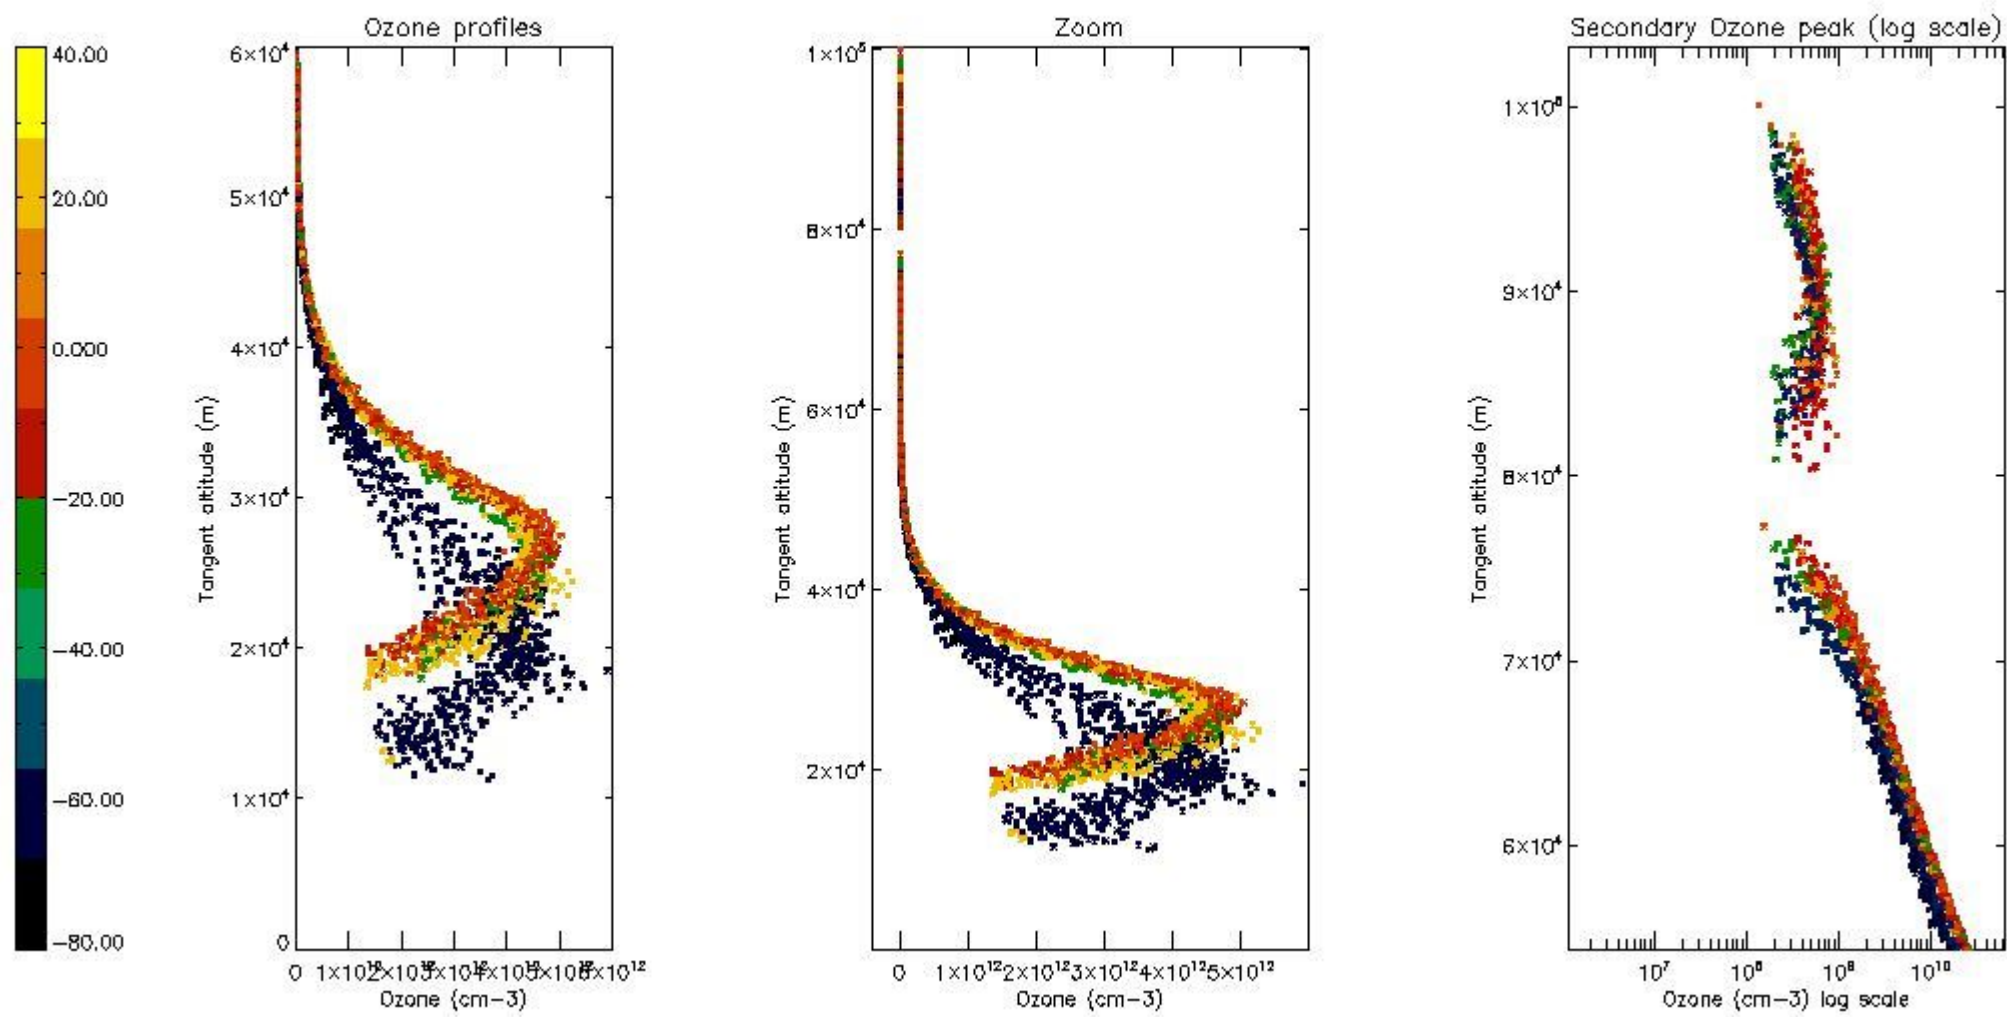 Ozone profiles
Zoom
Secondary Ozone peak (log scale)
40.00
20.00
0.000
-20.00
-40.00
-60.00
-80.00
6×10⁴
5×10⁴
4×10⁴
3×10⁴
2×10⁴
1×10⁴
0
Tangent altitude (m)
0
Ozone (cm-3)
1×10⁵
8×10⁴
6×10⁴
4×10⁴
2×10⁴
Tangent altitude (m)
0 1×10¹² 2×10¹² 3×10¹² 4×10¹² 5×10¹²
Ozone (cm-3)
9×10⁴
8×10⁴
7×10⁴
6×10⁴
Tangent altitude (m)
10⁷ 10⁸ 10⁹ 10¹⁰
Ozone (cm-3) log scale